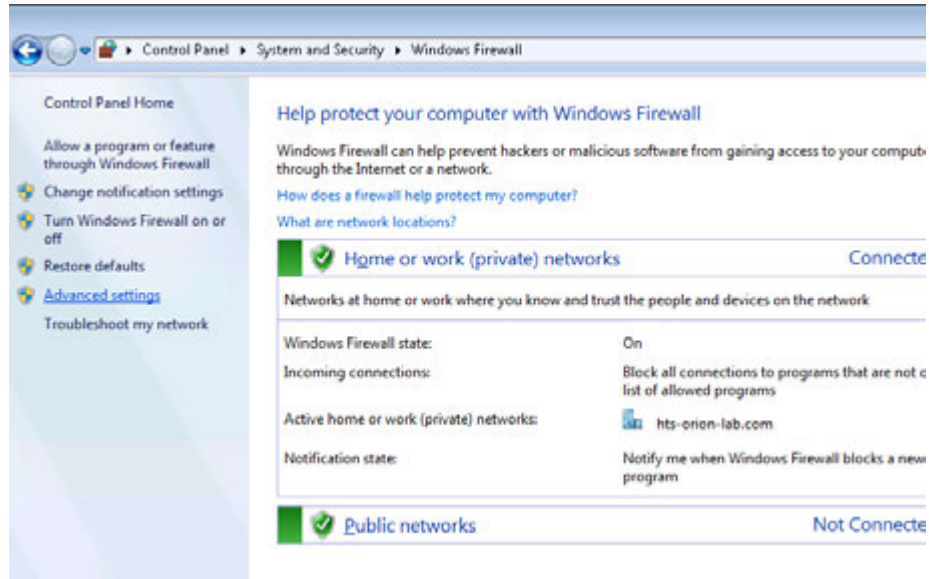 Control Panel ▸ System and Security ▸ Windows Firewall
Control Panel Home
Allow a program or feature
through Windows Firewall
Change notification settings
Turn Windows Firewall on or
off
Restore defaults
Advanced settings
Troubleshoot my network
Help protect your computer with Windows Firewall
Windows Firewall can help prevent hackers or malicious software from gaining access to your
through the Internet or a network.
How does a firewall help protect my computer?
What are network locations?
Home or work (private) networks
Networks at home or work where you know and trust the people and devices on the network
Windows Firewall state: On
Incoming connections: Block all connections to programs that are not
list of allowed programs
Active home or work (private) networks: hts-orion-lab.com
Notification state: Notify me when Windows Firewall blocks a new
program
Public networks Not